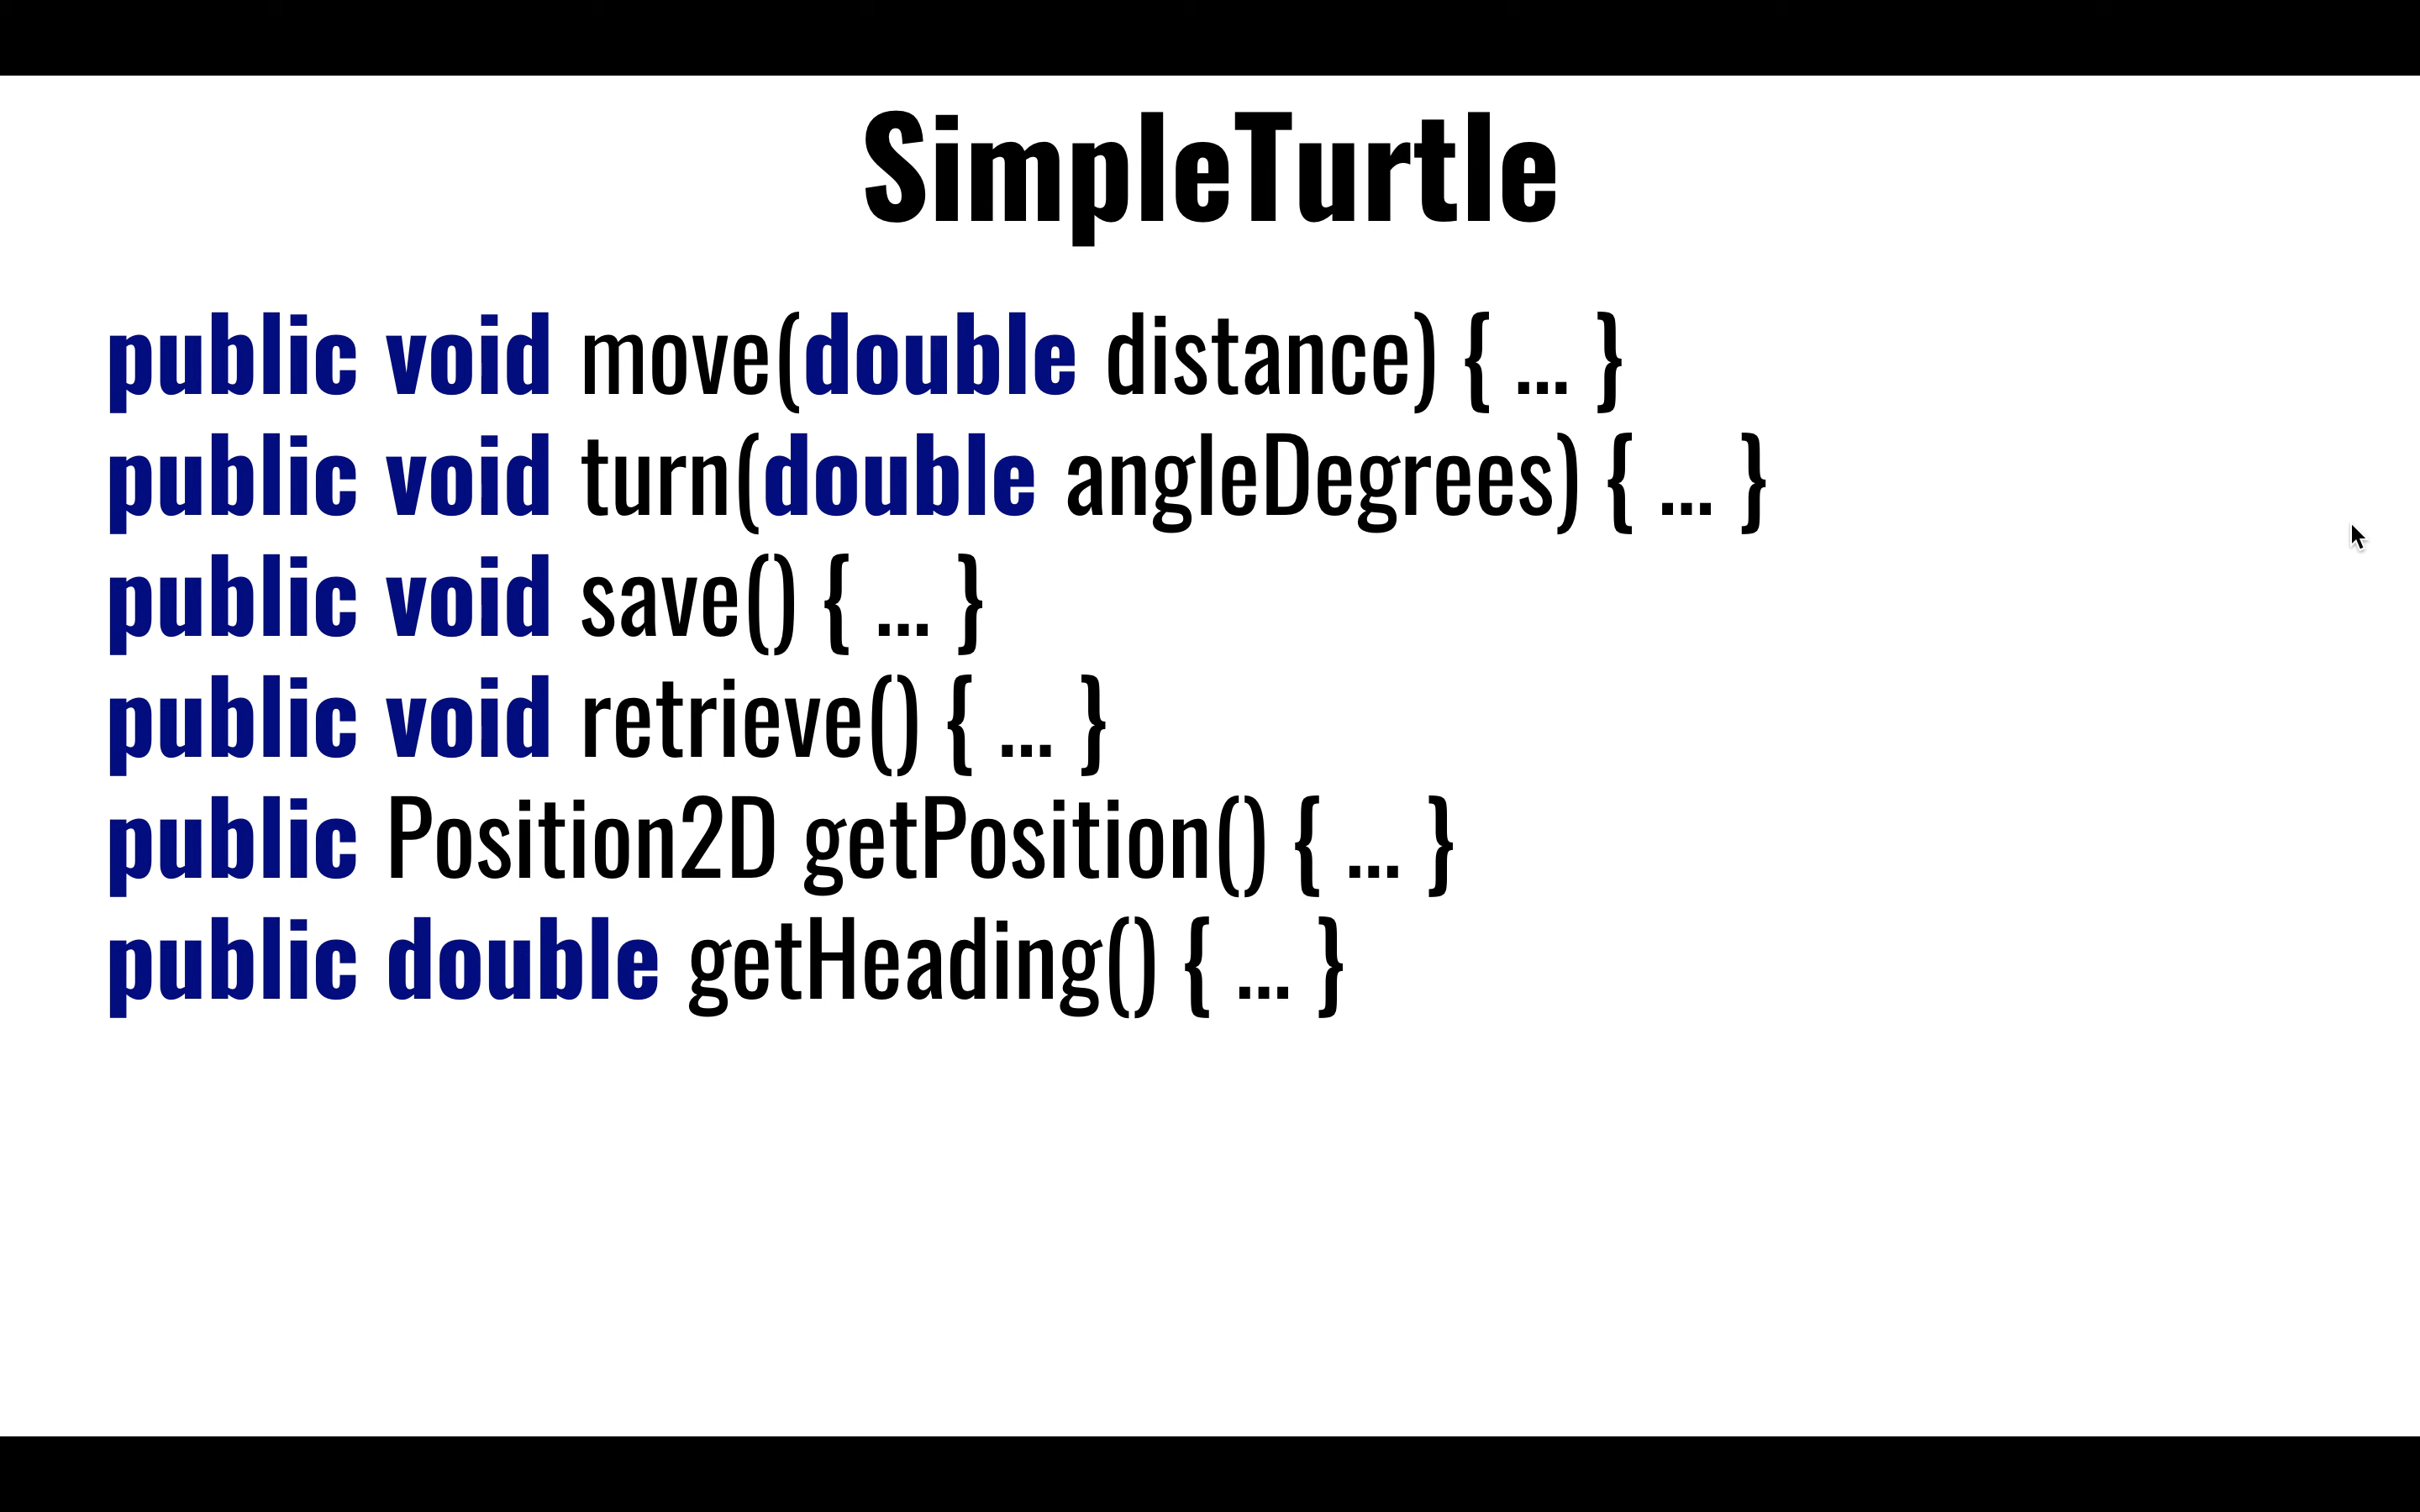 SimpleTurtle
public void move(double distance) { ... }
public void turn(double angleDegrees) { ... }
public void save() { ... }
public void retrieve() { ... }
public Position2D getPosition() { ... }
public double getHeading() { ... }